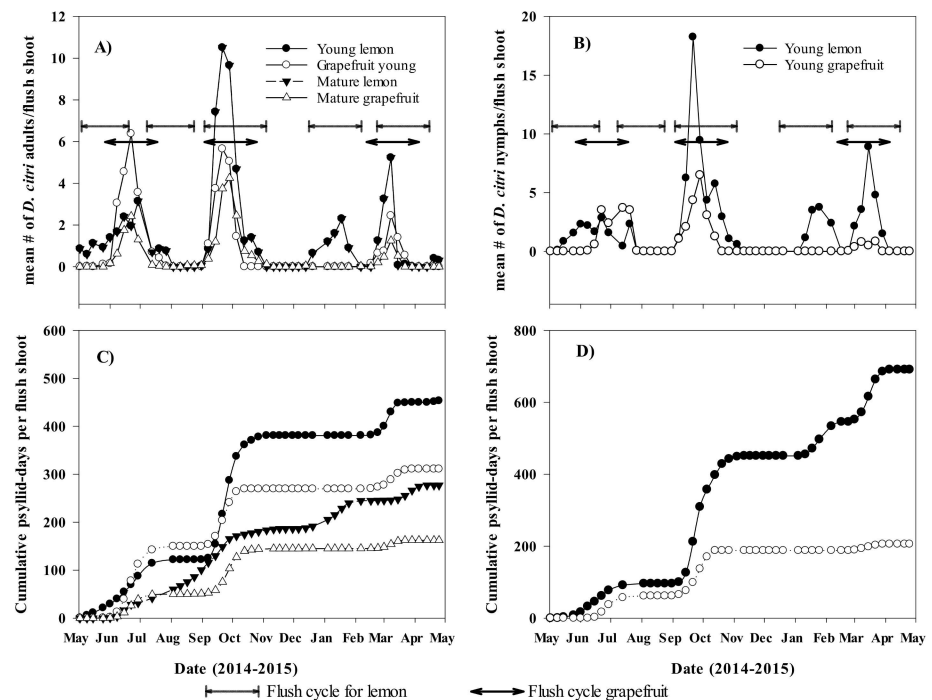 A)
Young lemon
Grapefruit young
Mature lemon
Mature grapefruit
mean # of D. citri adults/flush shoot
12
10
8
6
4
2
0
B)
Young lemon
Young grapefruit
mean # of D. citri nymphs/flush shoot
20
15
10
5
0
C)
Cumulative psyllid-days per flush shoot
600
500
400
300
200
100
0
May Jun Jul Aug Sep Oct Nov Dec Jan Feb Mar Apr May
Date (2014-2015)
D)
Cumulative psyllid-days per flush shoot
800
600
400
200
0
May Jun Jul Aug Sep Oct Nov Dec Jan Feb Mar Apr May
Date (2014-2015)
Flush cycle for lemon
Flush cycle grapefruit